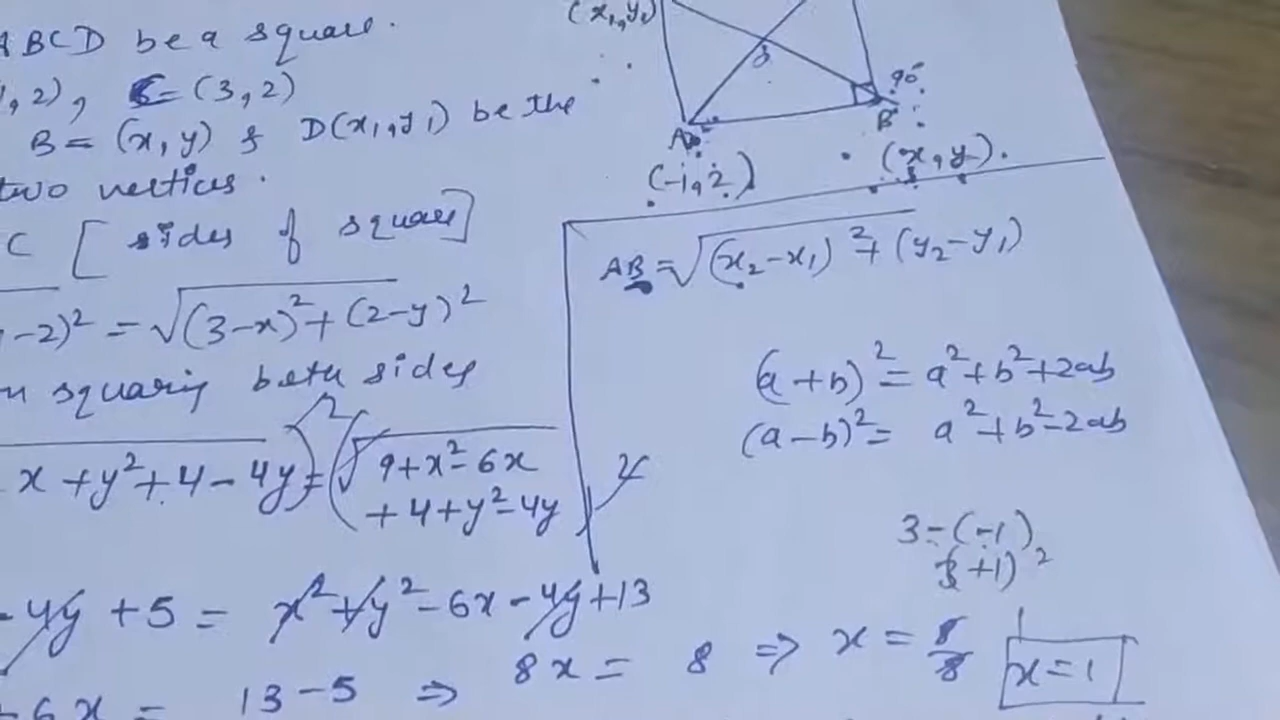 ABCD be a square.
(x₁,y₁)
1,2), C = (3,2)
B = (x,y) & D(x₁,y₁) be the
two vertices.
90°
A
B
(-1,2)
(x,y).
C [sides of square]
AB = √(x₂-x₁)²+(y₂-y₁)
-2)² = √(3-x)²+(2-y)²
squaring both sides
(a+b)² = a²+b²+2ab
(a-b)² = a²+b²-2ab
x+y²+4-4y)² = (√9+x²-6x
+4+y²-4y)²
3-(-1)
(3+1)²
-4y+5 = x²+y²-6x-4y+13
+6x = 13-5 ⇒ 8x = 8 ⇒ x = 8/8
x=1